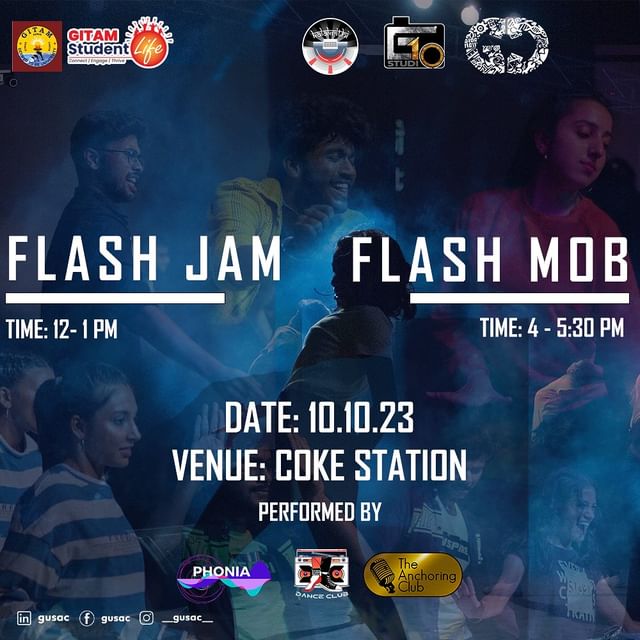 GITAM
GITAM
Student
Life
Connect | Engage | Thrive
G10
STUDIO
FLASH JAM
FLASH MOB
TIME: 12- 1 PM
TIME: 4 - 5:30 PM
DATE: 10.10.23
VENUE: COKE STATION
PERFORMED BY
PHONIA
DANCE CLUB
The
Anchoring
Club
gusac
gusac
__gusac__